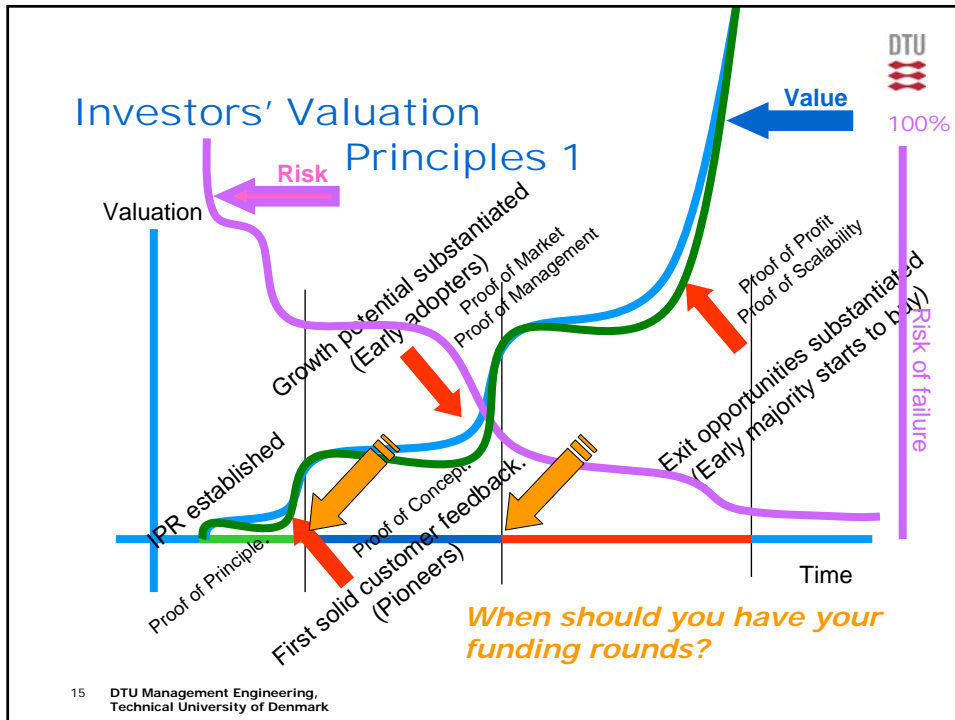 DTU
Investors' Valuation
Principles 1
Value
100%
Risk
Valuation
Growth potential substantiated
(Early adopters)
Proof of Market
Proof of Management
Proof of Profit
Proof of Scalability
Exit opportunities substantiated
(Early majority starts to buy)
Risk of failure
IPR established
Proof of Principle.
Proof of Concept.
First solid customer feedback.
(Pioneers)
Time
When should you have your
funding rounds?
15 DTU Management Engineering,
Technical University of Denmark